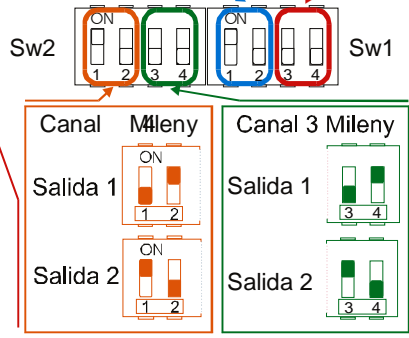 ON ON
Sw2 Sw1
1 2 3 4 1 2 3 4
Canal 4 Mileny Canal 3 Mileny
ON
Salida 1 Salida 1
1 2 3 4
ON
Salida 2 Salida 2
1 2 3 4